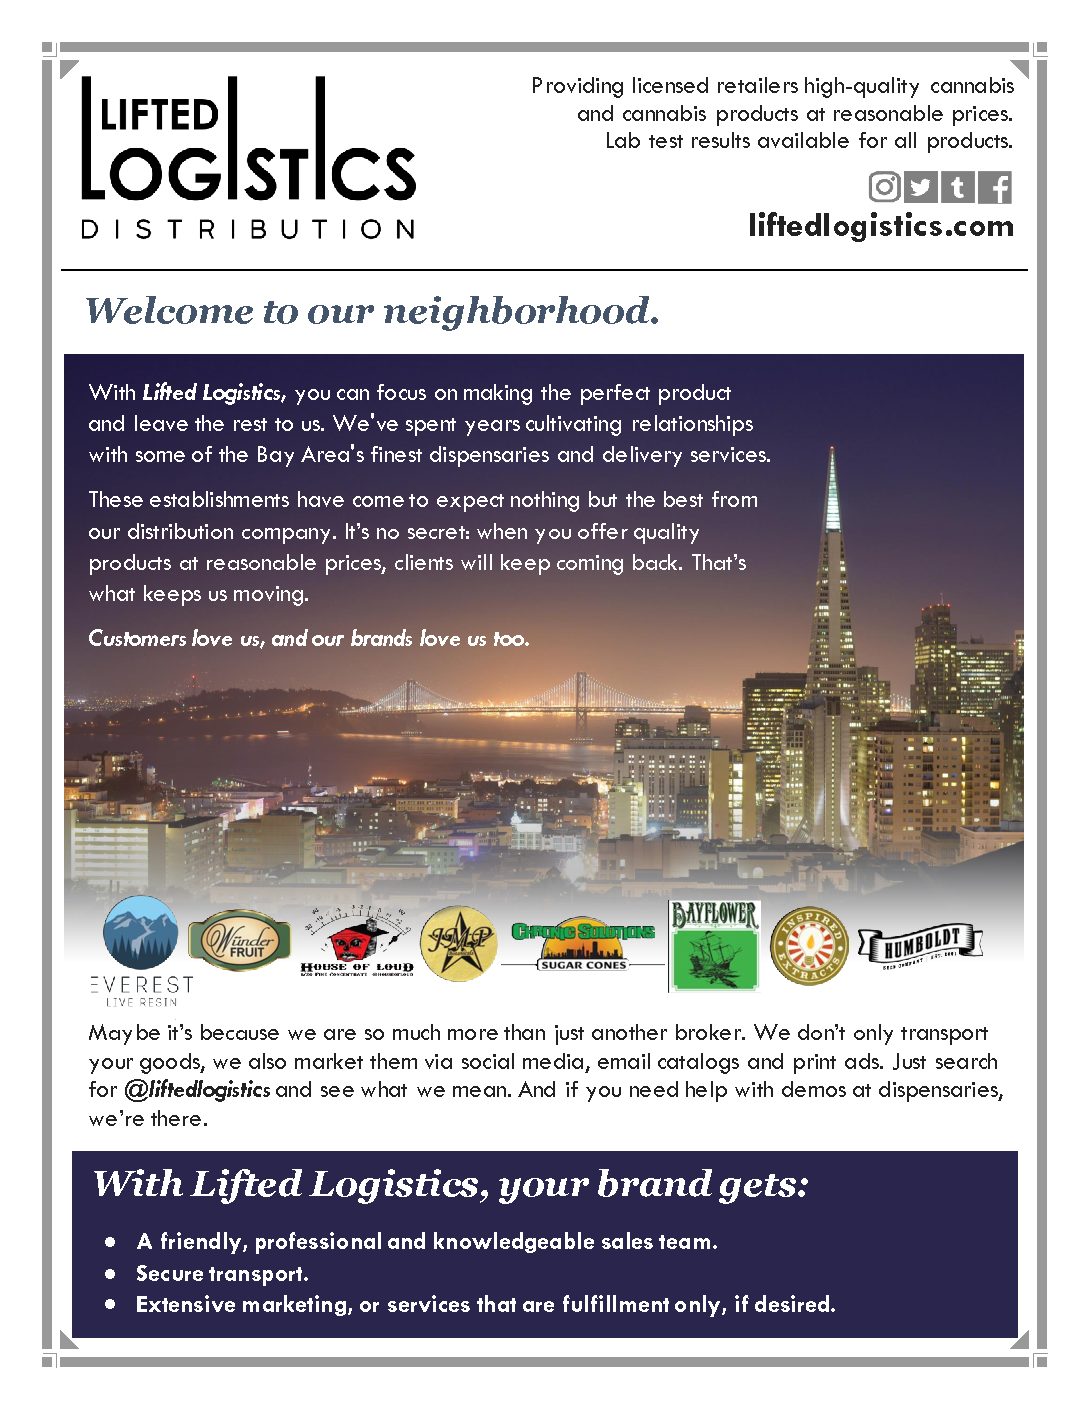 LIFTED
LOGISTICS
DISTRIBUTION
Providing licensed retailers high-quality cannabis
and cannabis products at reasonable prices.
Lab test results available for all products.
liftedlogistics.com
Welcome to our neighborhood.
With Lifted Logistics, you can focus on making the perfect product
and leave the rest to us. We've spent years cultivating relationships
with some of the Bay Area's finest dispensaries and delivery services.
These establishments have come to expect nothing but the best from
our distribution company. It’s no secret: when you offer quality
products at reasonable prices, clients will keep coming back. That’s
what keeps us moving.
Customers love us, and our brands love us too.
EVEREST
LIVE RESIN
Wünder
FRUIT
HOUSE OF LOUD
JMP
CHRONIC SOLUTIONS
SUGAR CONES
BAYFLOWER
INSPIRED
EXTRACTS
HUMBOLDT
SEED COMPANY EST. 2001
Maybe it’s because we are so much more than just another broker. We don’t only transport
your goods, we also market them via social media, email catalogs and print ads. Just search
for @liftedlogistics and see what we mean. And if you need help with demos at dispensaries,
we’re there.
With Lifted Logistics, your brand gets:
● A friendly, professional and knowledgeable sales team.
● Secure transport.
● Extensive marketing, or services that are fulfillment only, if desired.